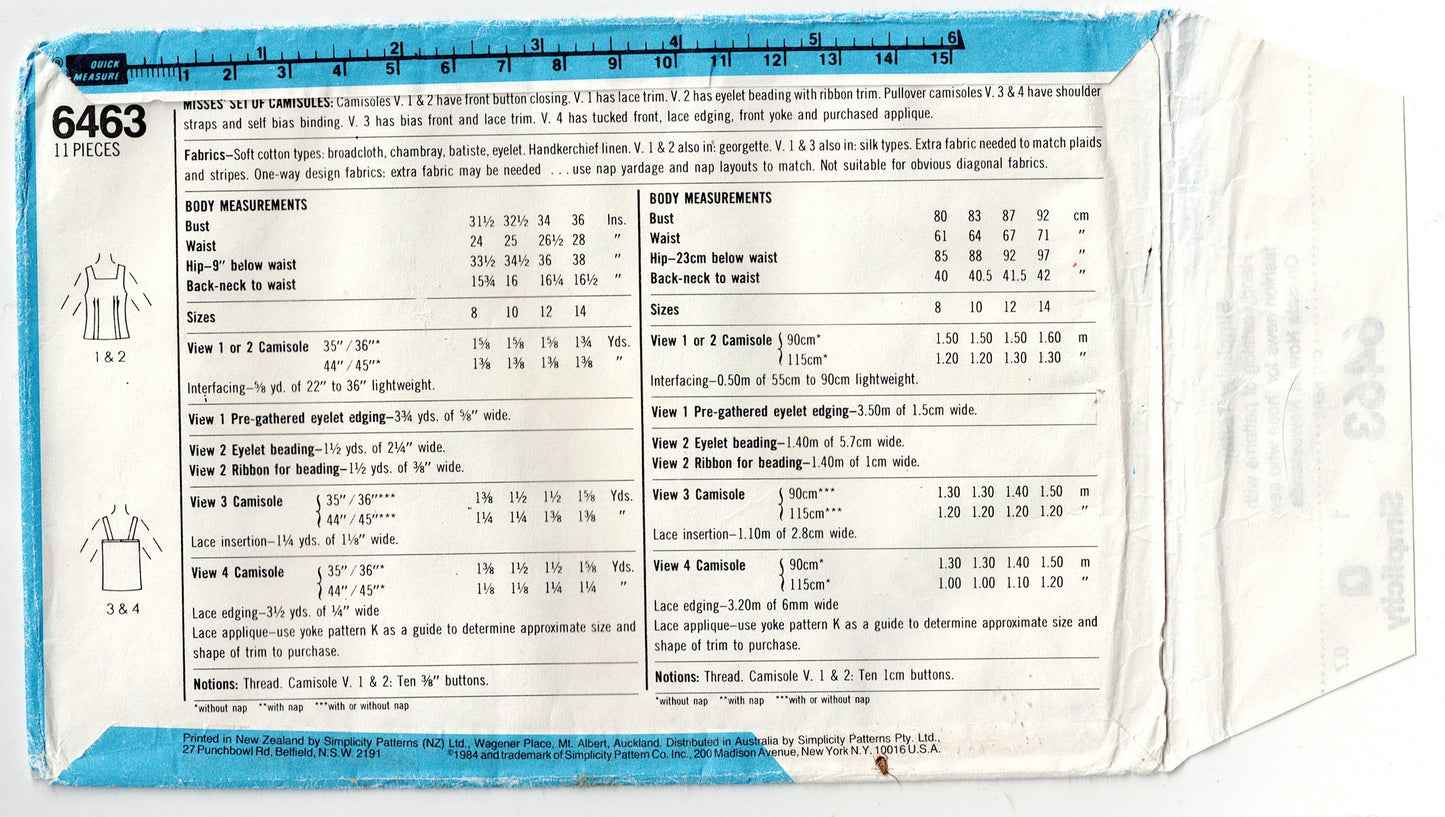 QUICK MEASURE
1 2 3 4 5 6
1 2 3 4 5 6 7 8 9 10 11 12 13 14 15
6463
11 PIECES
MISSES' SET OF CAMISOLES: Camisoles V. 1 & 2 have front button closing. V. 1 has lace trim. V. 2 has eyelet beading with ribbon trim. Pullover camisoles V. 3 & 4 have shoulder
straps and self bias binding. V. 3 has bias front and lace trim. V. 4 has tucked front, lace edging, front yoke and purchased applique.
Fabrics–Soft cotton types: broadcloth, chambray, batiste, eyelet. Handkerchief linen. V. 1 & 2 also in: georgette. V. 1 & 3 also in: silk types. Extra fabric needed to match plaids
and stripes. One-way design fabrics: extra fabric may be needed ...use nap yardage and nap layouts to match. Not suitable for obvious diagonal fabrics.
1 & 2
3 & 4
BODY MEASUREMENTS
Bust 31½ 32½ 34 36 Ins.
Waist 24 25 26½ 28 "
Hip–9" below waist 33½ 34½ 36 38 "
Back-neck to waist 15¾ 16 16¼ 16½ "
Sizes 8 10 12 14
View 1 or 2 Camisole 35"/36"* 1⅝ 1⅝ 1⅝ 1¾ Yds.
44"/45"* 1⅜ 1⅜ 1⅜ 1⅜ "
Interfacing–⅝ yd. of 22" to 36" lightweight.
View 1 Pre-gathered eyelet edging–3¾ yds. of ⅝" wide.
View 2 Eyelet beading–1½ yds. of 2¼" wide.
View 2 Ribbon for beading–1½ yds. of ⅜" wide.
View 3 Camisole { 35"/36"*** 1⅜ 1½ 1½ 1⅝ Yds.
44"/45"*** 1¼ 1¼ 1⅜ 1⅜ "
Lace insertion–1¼ yds. of 1⅛" wide.
View 4 Camisole { 35"/36"* 1⅜ 1½ 1½ 1⅝ Yds.
44"/45"* 1⅛ 1⅛ 1¼ 1¼ "
Lace edging–3½ yds. of ¼" wide
Lace applique–use yoke pattern K as a guide to determine approximate size and
shape of trim to purchase.
Notions: Thread. Camisole V. 1 & 2: Ten ⅜" buttons.
*without nap **with nap ***with or without nap
BODY MEASUREMENTS
Bust 80 83 87 92 cm
Waist 61 64 67 71 "
Hip–23cm below waist 85 88 92 97 "
Back-neck to waist 40 40.5 41.5 42 "
Sizes 8 10 12 14
View 1 or 2 Camisole { 90cm* 1.50 1.50 1.50 1.60 m
115cm* 1.20 1.20 1.30 1.30 "
Interfacing–0.50m of 55cm to 90cm lightweight.
View 1 Pre-gathered eyelet edging–3.50m of 1.5cm wide.
View 2 Eyelet beading–1.40m of 5.7cm wide.
View 2 Ribbon for beading–1.40m of 1cm wide.
View 3 Camisole { 90cm*** 1.30 1.30 1.40 1.50 m
115cm*** 1.20 1.20 1.20 1.20 "
Lace insertion–1.10m of 2.8cm wide.
View 4 Camisole { 90cm* 1.30 1.30 1.40 1.50 m
115cm* 1.00 1.00 1.10 1.20 "
Lace edging–3.20m of 6mm wide
Lace applique–use yoke pattern K as a guide to determine approximate size and
shape of trim to purchase.
Notions: Thread. Camisole V. 1 & 2: Ten 1cm buttons.
*without nap **with nap ***with or without nap
Printed in New Zealand by Simplicity Patterns (NZ) Ltd., Wagener Place, Mt. Albert, Auckland. Distributed in Australia by Simplicity Patterns Pty. Ltd.,
27 Punchbowl Rd, Belfield, N.S.W. 2191 ©1984 and trademark of Simplicity Pattern Co. Inc., 200 Madison Avenue, New York N.Y. 10016 U.S.A.
6463
Simplicity